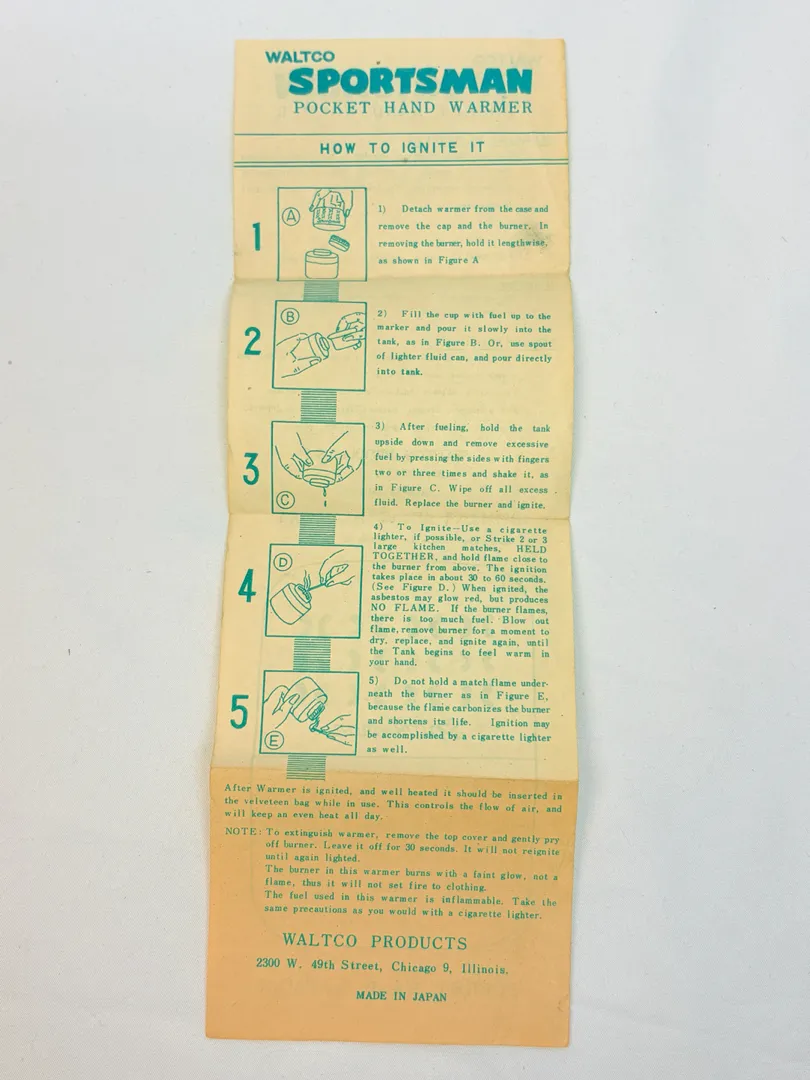 WALTCO
SPORTSMAN
POCKET HAND WARMER
HOW TO IGNITE IT
1
A
1) Detach warmer from the case and
remove the cap and the burner. In
removing the burner, hold it lengthwise,
as shown in Figure A
2
B
2) Fill the cup with fuel up to the
marker and pour it slowly into the
tank, as in Figure B. Or, use spout
of lighter fluid can, and pour directly
into tank.
3
C
3) After fueling, hold the tank
upside down and remove excessive
fuel by pressing the sides with fingers
two or three times and shake it, as
in Figure C. Wipe off all excess
fluid. Replace the burner and ignite.
4
D
4) To Ignite—Use a cigarette
lighter, if possible, or Strike 2 or 3
large kitchen matches, HELD
TOGETHER, and hold flame close to
the burner from above. The ignition
takes place in about 30 to 60 seconds.
(See Figure D.) When ignited, the
asbestos may glow red, but produces
NO FLAME. If the burner flames,
there is too much fuel. Blow out
flame, remove burner for a moment to
dry, replace, and ignite again, until
the Tank begins to feel warm in
your hand.
5
E
5) Do not hold a match flame under-
neath the burner as in Figure E,
because the flame carbonizes the burner
and shortens its life. Ignition may
be accomplished by a cigarette lighter
as well.
After Warmer is ignited, and well heated it should be inserted in
the velveteen bag while in use. This controls the flow of air, and
will keep an even heat all day.
NOTE: To extinguish warmer, remove the top cover and gently pry
off burner. Leave it off for 30 seconds. It will not reignite
until again lighted.
The burner in this warmer burns with a faint glow, not a
flame, thus it will not set fire to clothing.
The fuel used in this warmer is inflammable. Take the
same precautions as you would with a cigarette lighter.
WALTCO PRODUCTS
2300 W. 49th Street, Chicago 9, Illinois.
MADE IN JAPAN